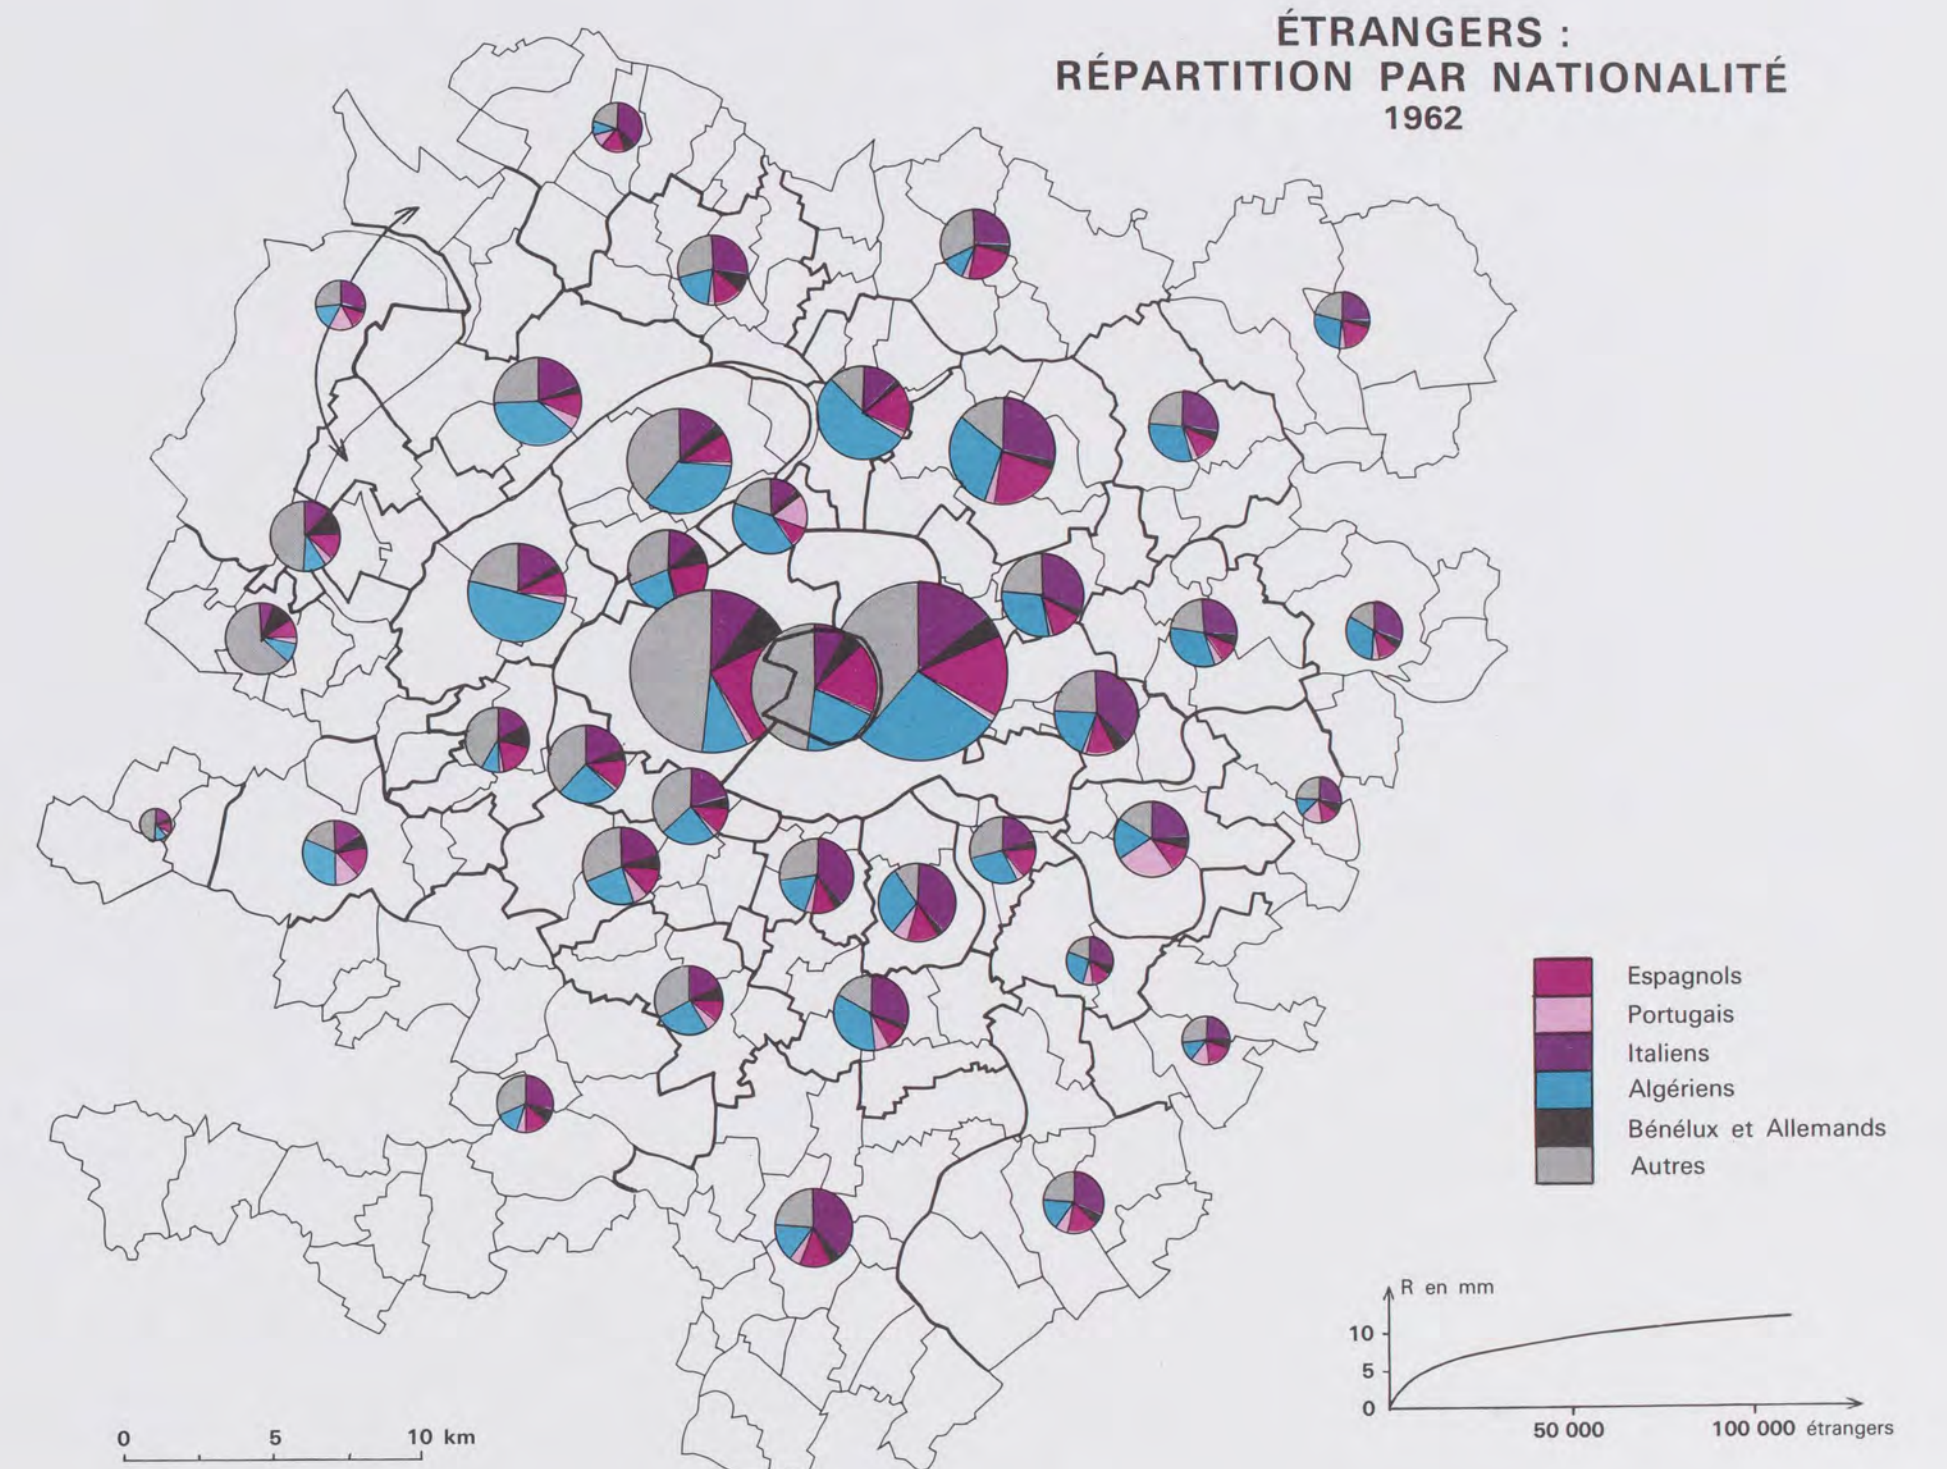 ÉTRANGERS :
RÉPARTITION PAR NATIONALITÉ
1962
Espagnols
Portugais
Italiens
Algériens
Bénélux et Allemands
Autres
R en mm
10
5
0
50 000
100 000 étrangers
0
5
10 km